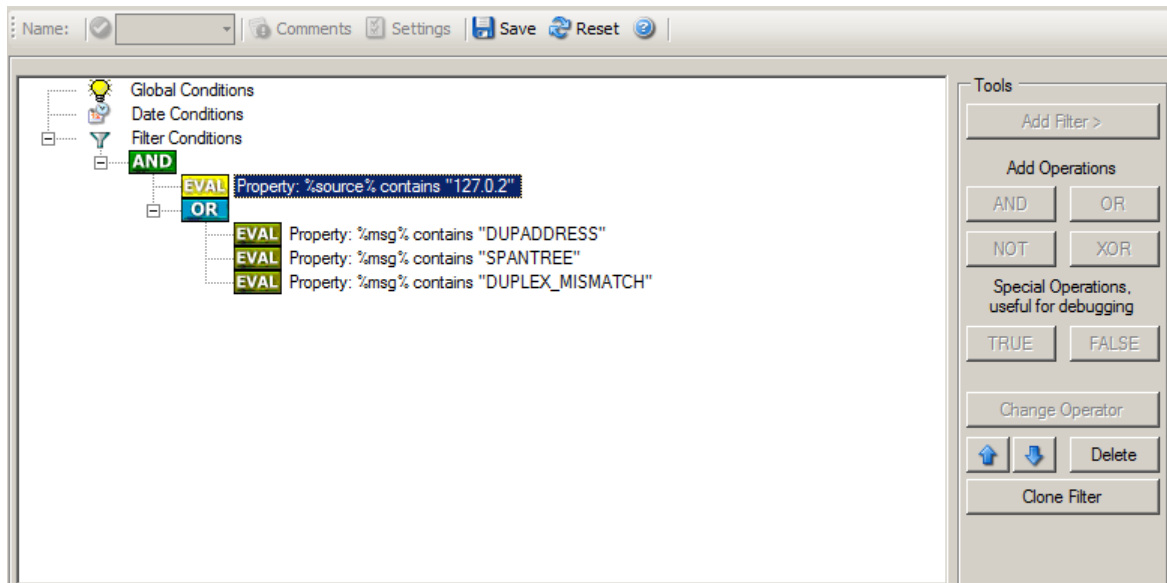 Name: Comments Settings Save Reset
Global Conditions
Date Conditions
Filter Conditions
AND
EVAL Property: %source% contains "127.0.2"
OR
EVAL Property: %msg% contains "DUPADDRESS"
EVAL Property: %msg% contains "SPANTREE"
EVAL Property: %msg% contains "DUPLEX_MISMATCH"
Tools
Add Filter >
Add Operations
AND OR
NOT XOR
Special Operations,
useful for debugging
TRUE FALSE
Change Operator
Delete
Clone Filter